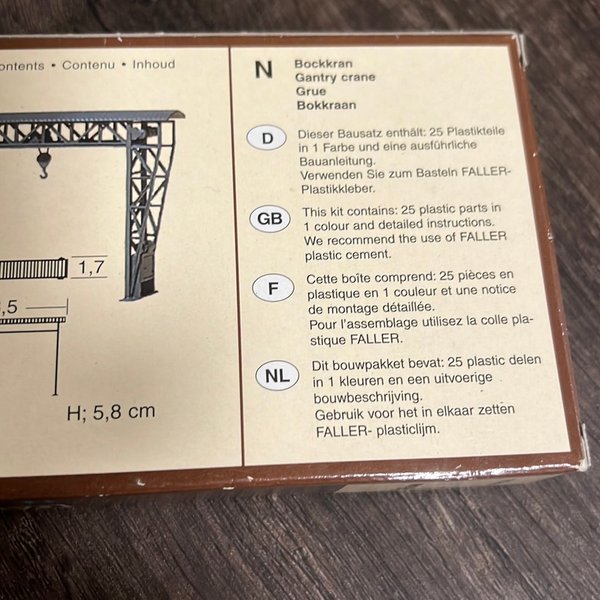 • Contenu • Inhoud
1,7
H; 5,8 cm
N
Bockkran
Gantry crane
Grue
Bokkraan
D
Dieser Bausatz enthält: 25 Plastikteile
in 1 Farbe und eine ausführliche
Bauanleitung.
Verwenden Sie zum Basteln FALLER-
Plastikkleber.
GB
This kit contains: 25 plastic parts in
1 colour and detailed instructions.
We recommend the use of FALLER
plastic cement.
F
Cette boîte comprend: 25 pièces en
plastique en 1 couleur et une notice
de montage détaillée.
Pour l'assemblage utilisez la colle pla-
stique FALLER.
NL
Dit bouwpakket bevat: 25 plastic delen
in 1 kleuren en een uitvoerige
bouwbeschrijving.
Gebruik voor het in elkaar zetten
FALLER- plasticlijm.